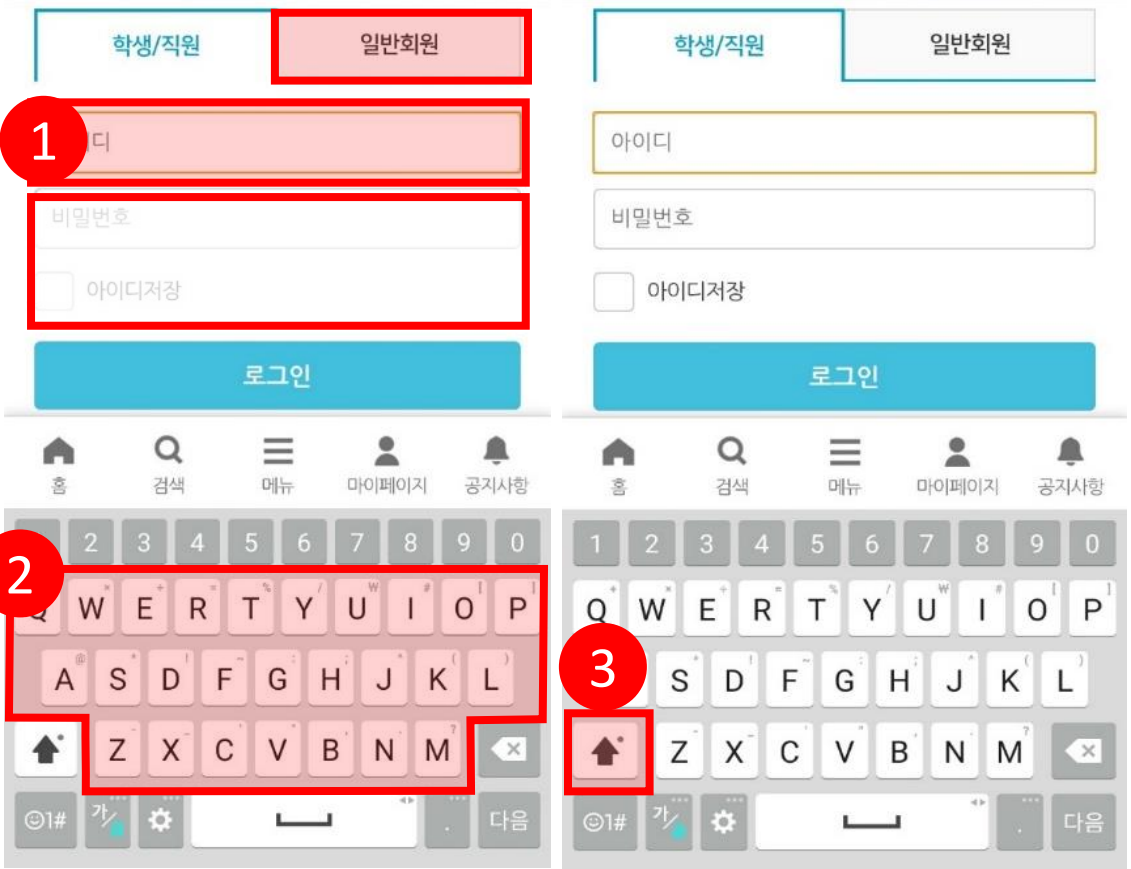 학생/직원
일반회원
1
디
비밀번호
아이디저장
로그인
홈 검색 메뉴 마이페이지 공지사항
2 3 4 5 6 7 8 9 0
2
Q W E R T Y U I O P
A S D F G H J K L
Z X C V B N M
1# 가/ 다음
학생/직원
일반회원
아이디
비밀번호
아이디저장
로그인
홈 검색 메뉴 마이페이지 공지사항
1 2 3 4 5 6 7 8 9 0
Q W E R T Y U I O P
3
S D F G H J K L
Z X C V B N M
1# 가/ . 다음